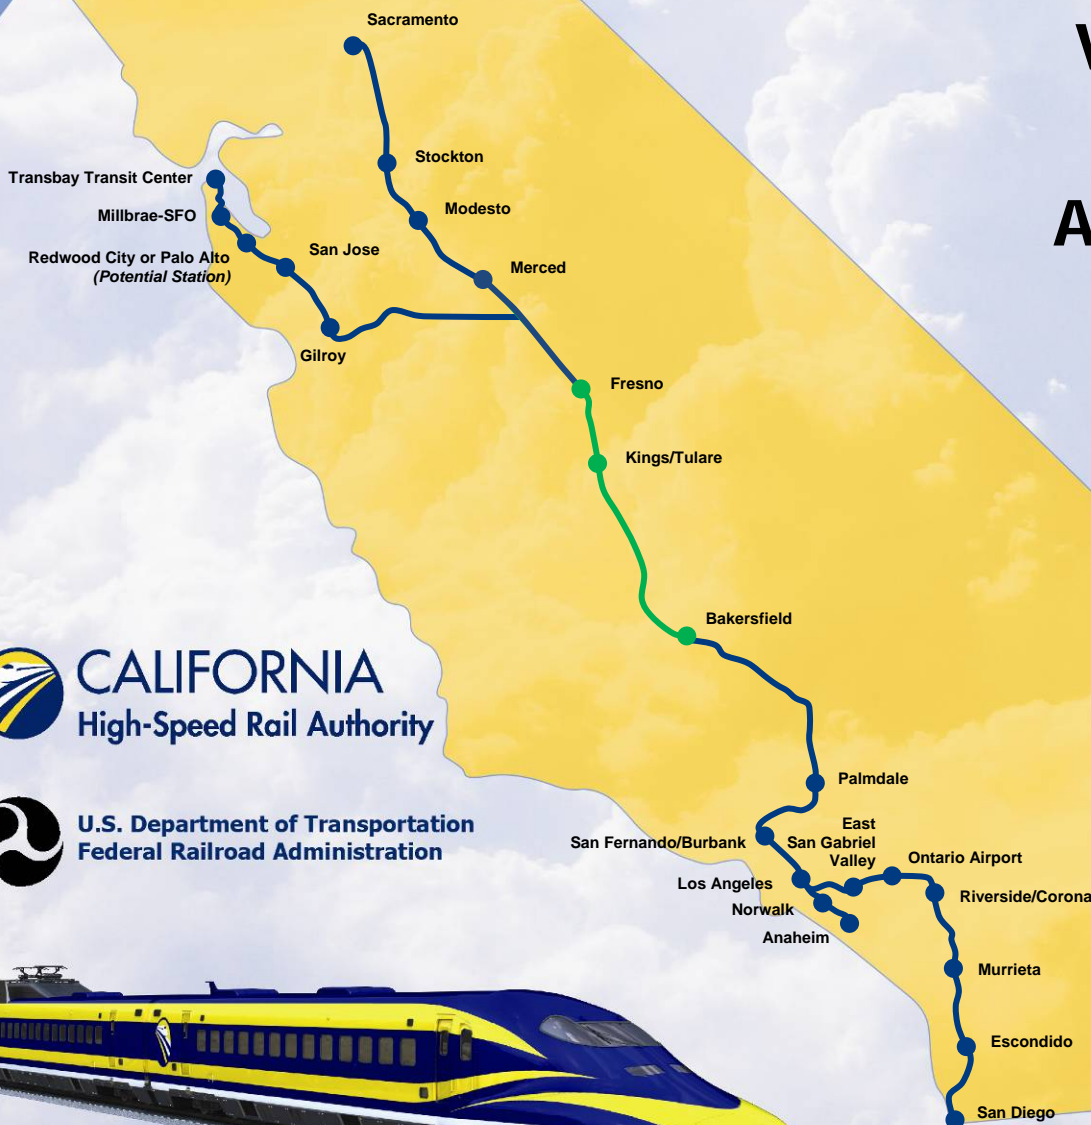 Sacramento
Stockton
Transbay Transit Center
Modesto
Millbrae-SFO
San Jose
Redwood City or Palo Alto
(Potential Station)
Merced
Gilroy
Fresno
Kings/Tulare
Bakersfield
CALIFORNIA
High-Speed Rail Authority
Palmdale
U.S. Department of Transportation
Federal Railroad Administration
San Fernando/Burbank
East
San Gabriel
Valley
Ontario Airport
Los Angeles
Riverside/Corona
Norwalk
Anaheim
Murrieta
Escondido
San Diego